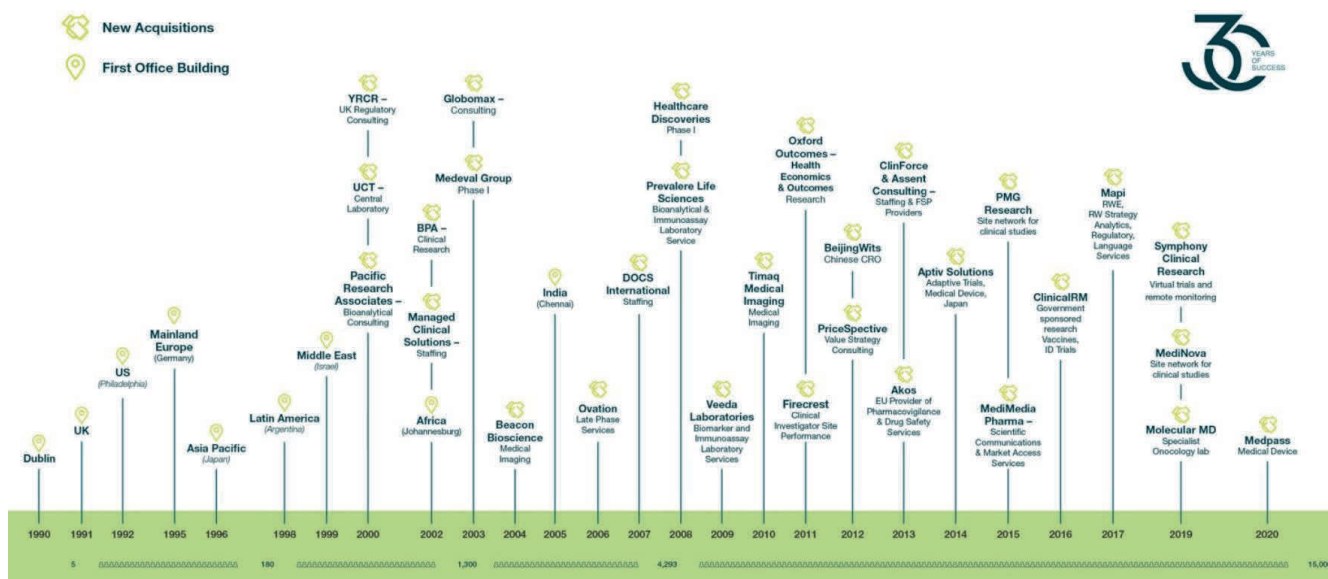 New Acquisitions
First Office Building
30
YEARS
OF
SUCCESS
Dublin
UK
US
(Philadelphia)
Mainland
Europe
(Germany)
Asia Pacific
(Japan)
Latin America
(Argentina)
Middle East
(Israel)
YRCR –
UK Regulatory
Consulting
UCT –
Central
Laboratory
Pacific
Research
Associates –
Bioanalytical
Consulting
BPA –
Clinical
Research
Managed
Clinical
Solutions –
Staffing
Africa
(Johannesburg)
Globomax –
Consulting
Medeval Group
Phase I
Beacon
Bioscience
Medical
Imaging
India
(Chennai)
Ovation
Late Phase
Services
DOCS
International
Staffing
Healthcare
Discoveries
Phase I
Prevalere Life
Sciences
Bioanalytical &
Immunoassay
Laboratory
Service
Veeda
Laboratories
Biomarker and
Immunoassay
Laboratory
Services
Timaq
Medical
Imaging
Medical
Imaging
Oxford
Outcomes –
Health
Economics
& Outcomes
Research
Firecrest
Clinical
Investigator Site
Performance
BeijingWits
Chinese CRO
PriceSpective
Value Strategy
Consulting
ClinForce
& Assent
Consulting –
Staffing & FSP
Providers
Akos
EU Provider of
Pharmacovigilance
& Drug Safety
Services
Aptiv Solutions
Adaptive Trials,
Medical Device,
Japan
PMG
Research
Site network for
clinical studies
MediMedia
Pharma –
Scientific
Communications
& Market Access
Services
ClinicalRM
Government
sponsored
research
Vaccines,
ID Trials
Mapi
RWE,
RW Strategy
Analytics,
Regulatory,
Language
Services
Symphony
Clinical
Research
Virtual trials and
remote monitoring
MediNova
Site network for
clinical studies
Molecular MD
Specialist
Onocology lab
Medpass
Medical Device
1990 1991 1992 1995 1996 1998 1999 2000 2002 2003 2004 2005 2006 2007 2008 2009 2010 2011 2012 2013 2014 2015 2016 2017 2019 2020
5 180 1,300 4,293